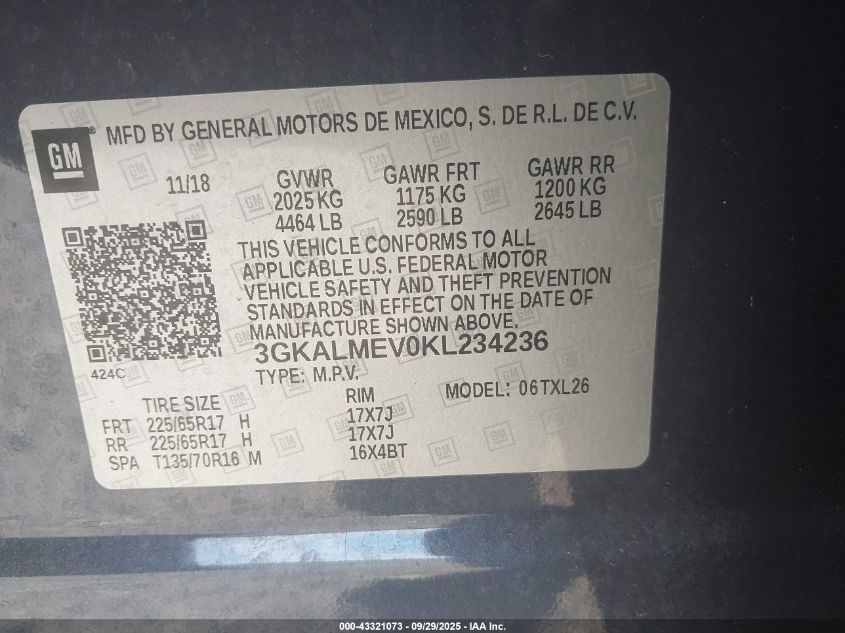 GM ® MFD BY GENERAL MOTORS DE MEXICO, S. DE R.L. DE C.V.
11/18 GVWR GAWR FRT GAWR RR
2025 KG 1175 KG 1200 KG
4464 LB 2590 LB 2645 LB
THIS VEHICLE CONFORMS TO ALL
APPLICABLE U.S. FEDERAL MOTOR
VEHICLE SAFETY AND THEFT PREVENTION
STANDARDS IN EFFECT ON THE DATE OF
MANUFACTURE SHOWN ABOVE.
3GKALMEV0KL234236
424C
TYPE: M.P.V. MODEL: 06TXL26
TIRE SIZE RIM
FRT 225/65R17 H 17X7J
RR 225/65R17 H 17X7J
SPA T135/70R16 M 16X4BT
000-43321073 - 09/29/2025 - IAA Inc.